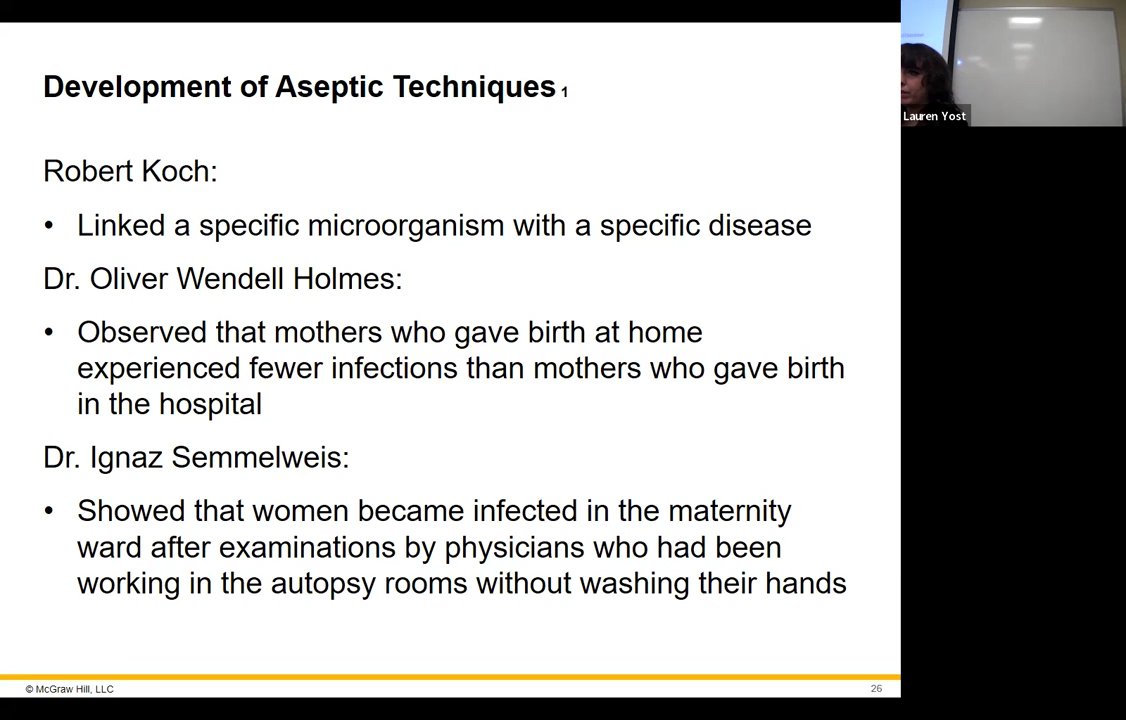 Development of Aseptic Techniques 1
Robert Koch:
• Linked a specific microorganism with a specific disease
Dr. Oliver Wendell Holmes:
• Observed that mothers who gave birth at home
experienced fewer infections than mothers who gave birth
in the hospital
Dr. Ignaz Semmelweis:
• Showed that women became infected in the maternity
ward after examinations by physicians who had been
working in the autopsy rooms without washing their hands
© McGraw Hill, LLC
26
Lauren Yost